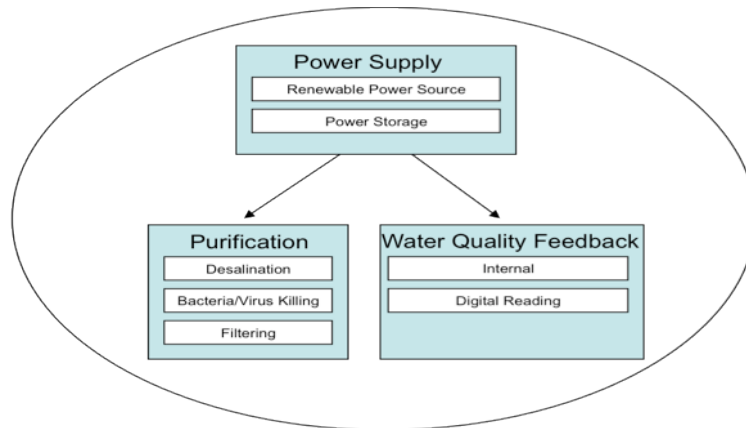 Power Supply
Renewable Power Source
Power Storage
Purification
Desalination
Bacteria/Virus Killing
Filtering
Water Quality Feedback
Internal
Digital Reading